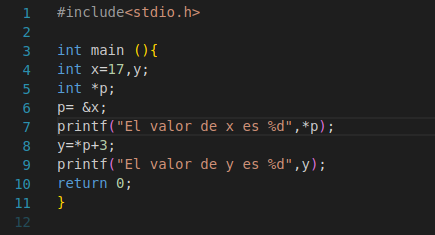 1 #include<stdio.h>
2
3 int main (){
4 int x=17,y;
5 int *p;
6 p= &x;
7 printf("El valor de x es %d",*p);
8 y=*p+3;
9 printf("El valor de y es %d",y);
10 return 0;
11 }
12